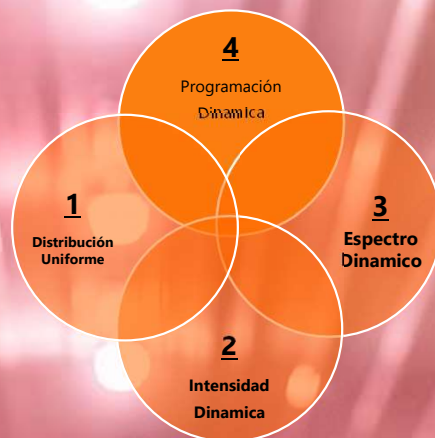 4
Programación
Dinamica
1
Distribución
Uniforme
3
Espectro
Dinamico
2
Intensidad
Dinamica